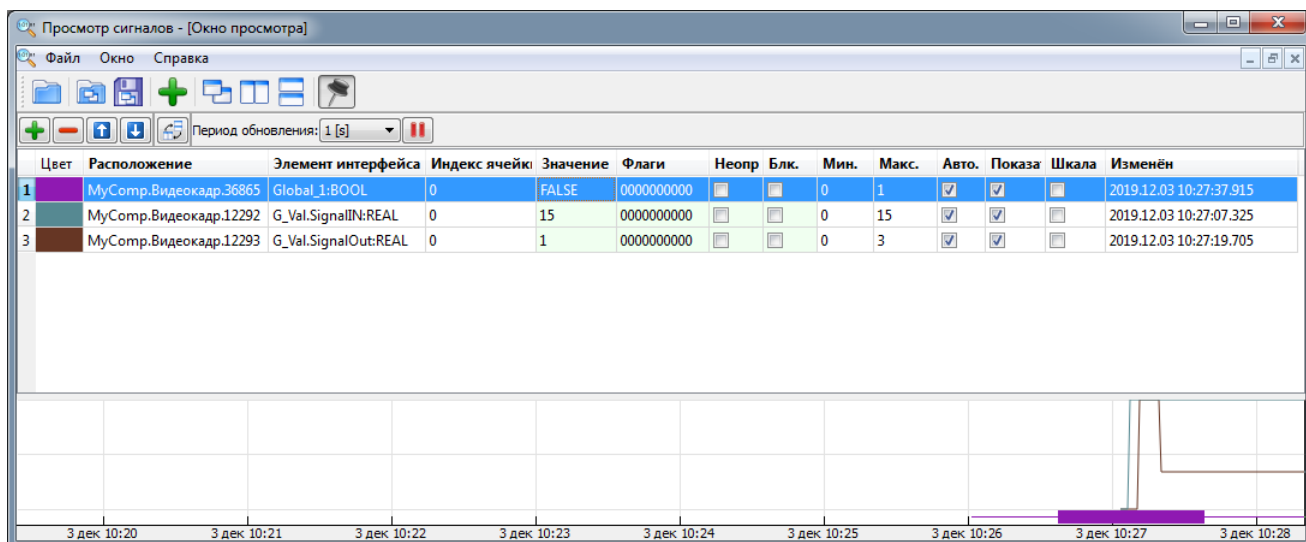 Просмотр сигналов - [Окно просмотра]
Файл Окно Справка
Период обновления: 1 [s]
Цвет Расположение Элемент интерфейса Индекс ячейки Значение Флаги Неопр Блк. Мин. Макс. Авто. Показа Шкала Изменён
1 MyComp.Видеокадр.36865 Global_1:BOOL 0 FALSE 0000000000 0 1 2019.12.03 10:27:37.915
2 MyComp.Видеокадр.12292 G_Val.SignalIN:REAL 0 15 0000000000 0 15 2019.12.03 10:27:07.325
3 MyComp.Видеокадр.12293 G_Val.SignalOut:REAL 0 1 0000000000 0 3 2019.12.03 10:27:19.705
3 дек 10:20 3 дек 10:21 3 дек 10:22 3 дек 10:23 3 дек 10:24 3 дек 10:25 3 дек 10:26 3 дек 10:27 3 дек 10:28